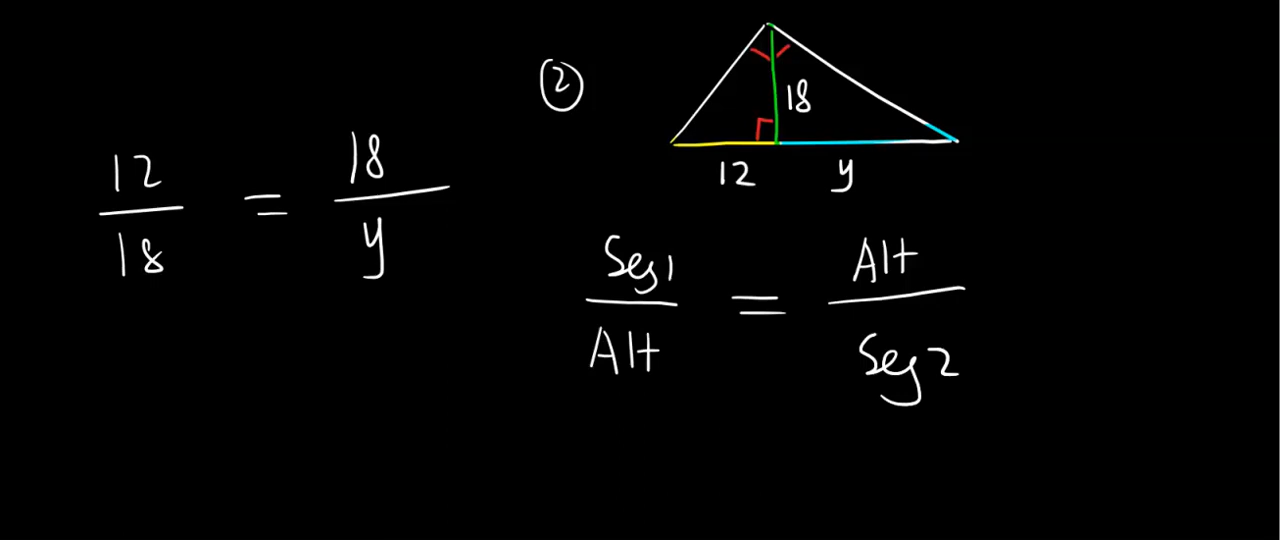 ②
18
12 y
12/18 = 18/y
Seg1/Alt = Alt/Seg2